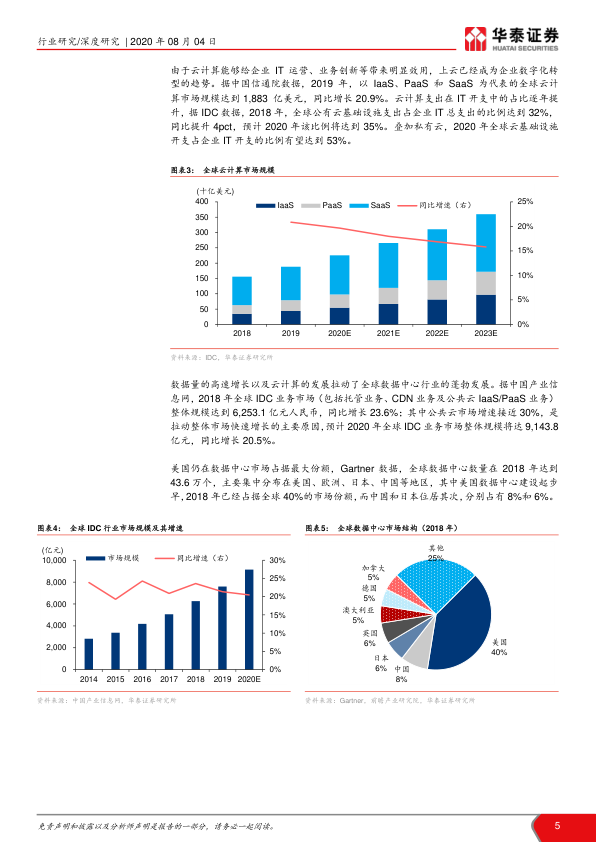 行业研究/深度研究 | 2020 年 08 月 04 日
华泰证券
HUATAI SECURITIES
由于云计算能够给企业 IT 运营、业务创新等带来明显效用，上云已经成为企业数字化转
型的趋势。据中国信通院数据，2019 年，以 IaaS、PaaS 和 SaaS 为代表的全球云计
算市场规模达到 1,883 亿美元，同比增长 20.9%。云计算支出在 IT 开支中的占比逐年提
升，据 IDC 数据，2018 年，全球公有云基础设施支出占企业 IT 总支出的比例达到 32%，
同比提升 4pct，预计 2020 年该比例将达到 35%。叠加私有云，2020 年全球云基础设施
开支占企业 IT 开支的比例有望达到 53%。
图表3： 全球云计算市场规模
(十亿美元)
IaaS PaaS SaaS 同比增速（右）
400 25%
350
300 20%
250
200 15%
150 10%
100
50 5%
0 0%
2018 2019 2020E 2021E 2022E 2023E
资料来源：IDC、华泰证券研究所
数据量的高速增长以及云计算的发展拉动了全球数据中心行业的蓬勃发展。据中国产业信
息网，2018 年全球 IDC 业务市场（包括托管业务、CDN 业务及公共云 IaaS/PaaS 业务）
整体规模达到 6,253.1 亿元人民币，同比增长 23.6%；其中公共云市场增速接近 30%，是
拉动整体市场快速增长的主要原因，预计 2020 年全球 IDC 业务市场整体规模将达 9,143.8
亿元，同比增长 20.5%。
美国仍在数据中心市场占据最大份额，Gartner 数据，全球数据中心数量在 2018 年达到
43.6 万个，主要集中分布在美国、欧洲、日本、中国等地区，其中美国数据中心建设起步
早，2018 年已经占据全球 40%的市场份额，而中国和日本住居其次，分别占有 8%和 6%。
图表4： 全球 IDC 行业市场规模及其增速
(亿元)
市场规模 同比增速（右）
10,000 30%
25%
8,000
20%
6,000
15%
4,000
10%
2,000
5%
0 0%
2014 2015 2016 2017 2018 2019 2020E
资料来源：中国产业信息网、华泰证券研究所
图表5： 全球数据中心市场结构（2018 年）
其他
25%
加拿大
5%
德国
5%
澳大利亚
5%
英国
6%
日本
6%
中国
8%
美国
40%
资料来源：Gartner、前瞻产业研究院、华泰证券研究所
免责声明和披露以及分析师声明是报告的一部分，请务必一起阅读。
5